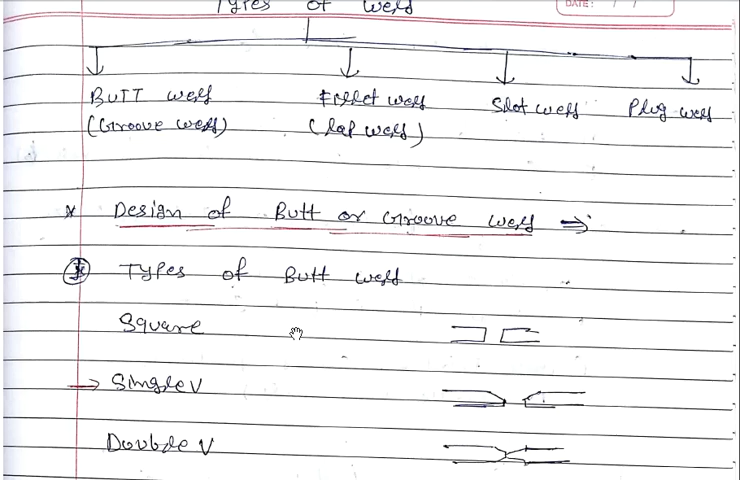 Types of weld
DATE: / /
BUTT weld Fillet weld Slot weld Plug weld
(Groove weld) (lap weld)
* Design of Butt or Groove weld ⇒
* Types of Butt weld
Square
→ Single V
Double V